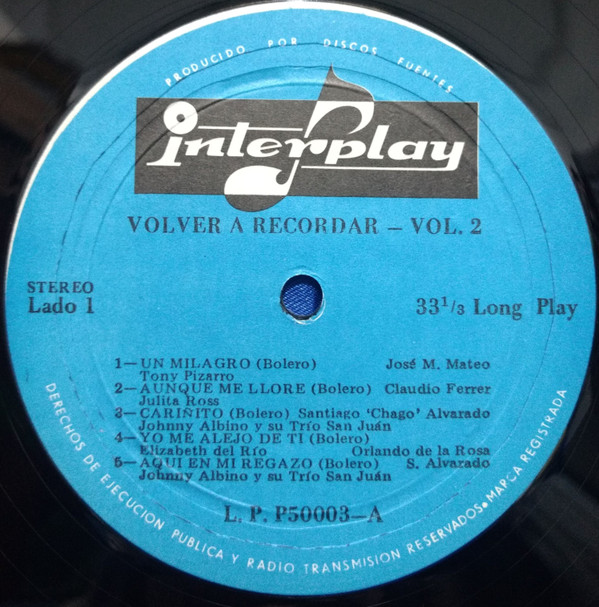 PRODUCIDO POR DISCOS FUENTES
interplay
VOLVER A RECORDAR — VOL. 2
STEREO
Lado 1
33 1/3 Long Play
1—UN MILAGRO (Bolero) José M. Mateo
Tony Pizarro
2—AUNQUE ME LLORE (Bolero) Claudio Ferrer
Julita Ross
3—CARIÑITO (Bolero) Santiago 'Chago' Alvarado
Johnny Albino y su Trío San Juán
4—YO ME ALEJO DE TI (Bolero)
Elizabeth del Río Orlando de la Rosa
5—AQUI EN MI REGAZO (Bolero) S. Alvarado
Johnny Albino y su Trío San Juán
L. P. P50003—A
DERECHOS DE EJECUCION PUBLICA Y RADIO TRANSMISION RESERVADOS. MARCA REGISTRADA